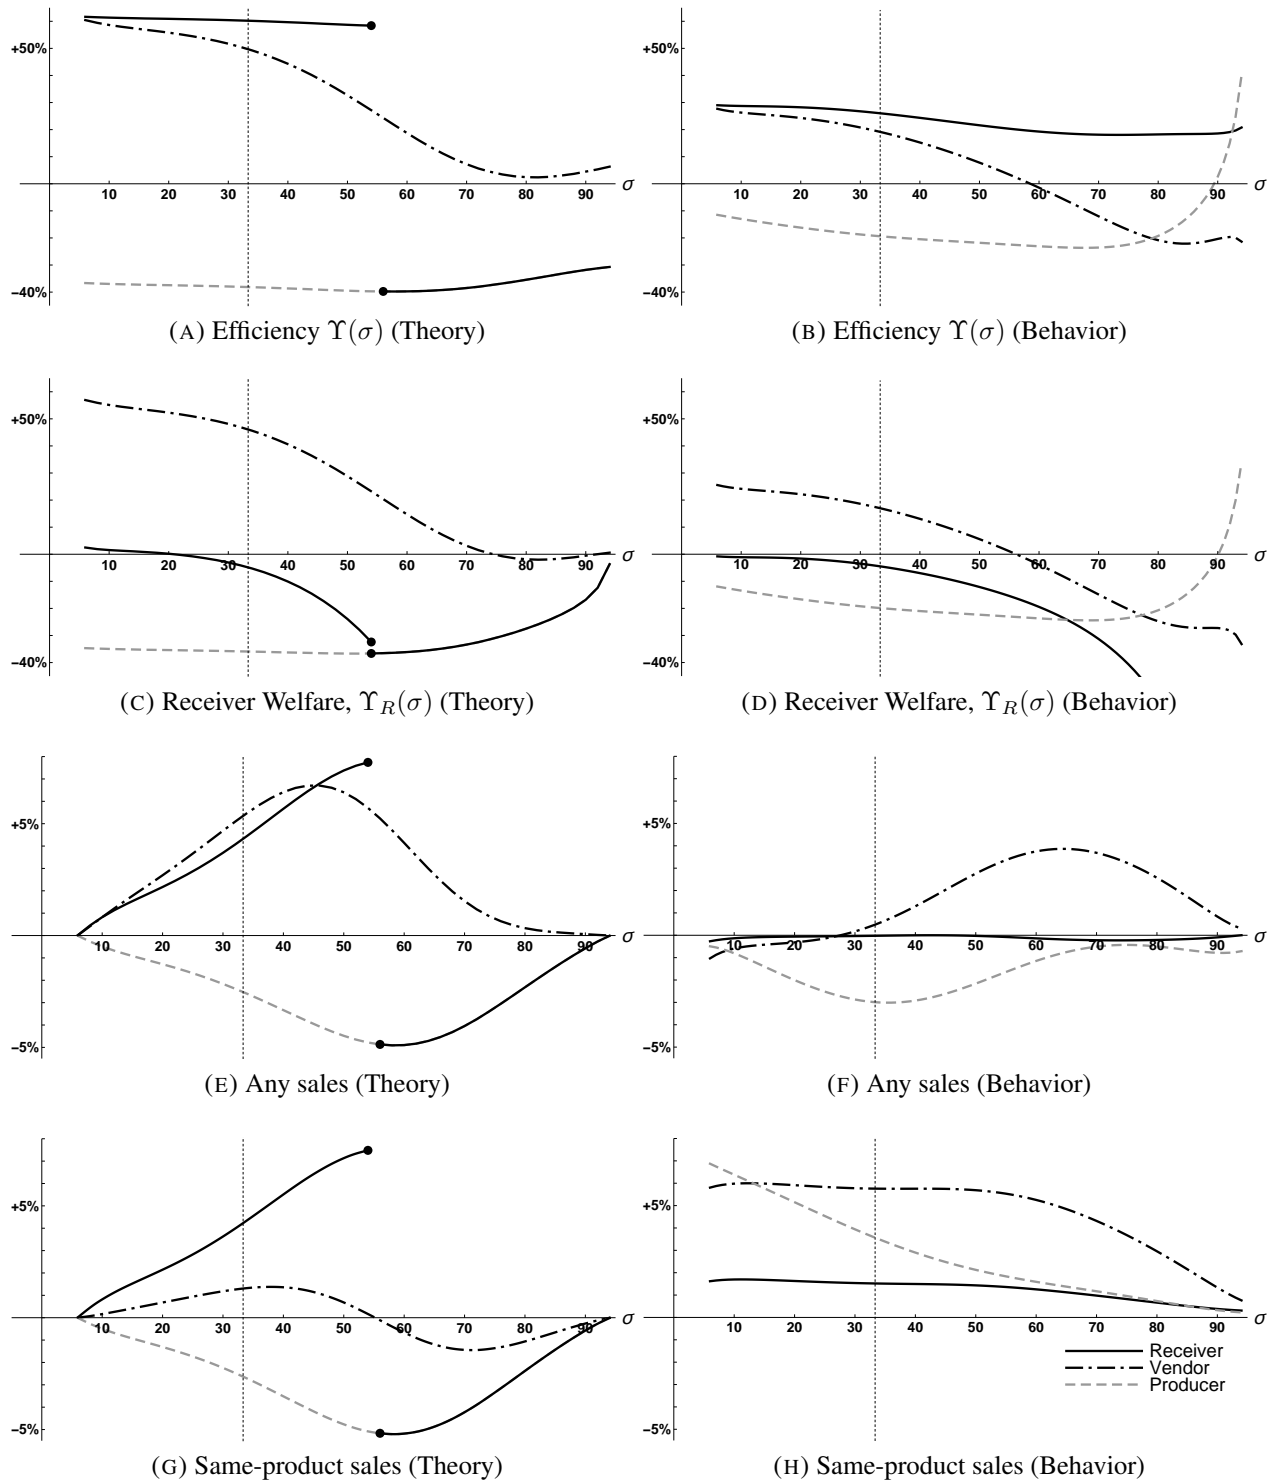 +50%
10 20 30 40 50 60 70 80 90 σ
−40%
(A) Efficiency ϒ(σ) (Theory)
+50%
10 20 30 40 50 60 70 80 90 σ
−40%
(B) Efficiency ϒ(σ) (Behavior)
+50%
10 20 30 40 50 60 70 80 90 σ
−40%
(C) Receiver Welfare, ϒ_R(σ) (Theory)
+50%
10 20 30 40 50 60 70 80 90 σ
−40%
(D) Receiver Welfare, ϒ_R(σ) (Behavior)
+5%
10 20 30 40 50 60 70 80 90 σ
−5%
(E) Any sales (Theory)
+5%
10 20 30 40 50 60 70 80 90 σ
−5%
(F) Any sales (Behavior)
+5%
10 20 30 40 50 60 70 80 90 σ
−5%
(G) Same-product sales (Theory)
+5%
10 20 30 40 50 60 70 80 90 σ
Receiver
Vendor
Producer
−5%
(H) Same-product sales (Behavior)